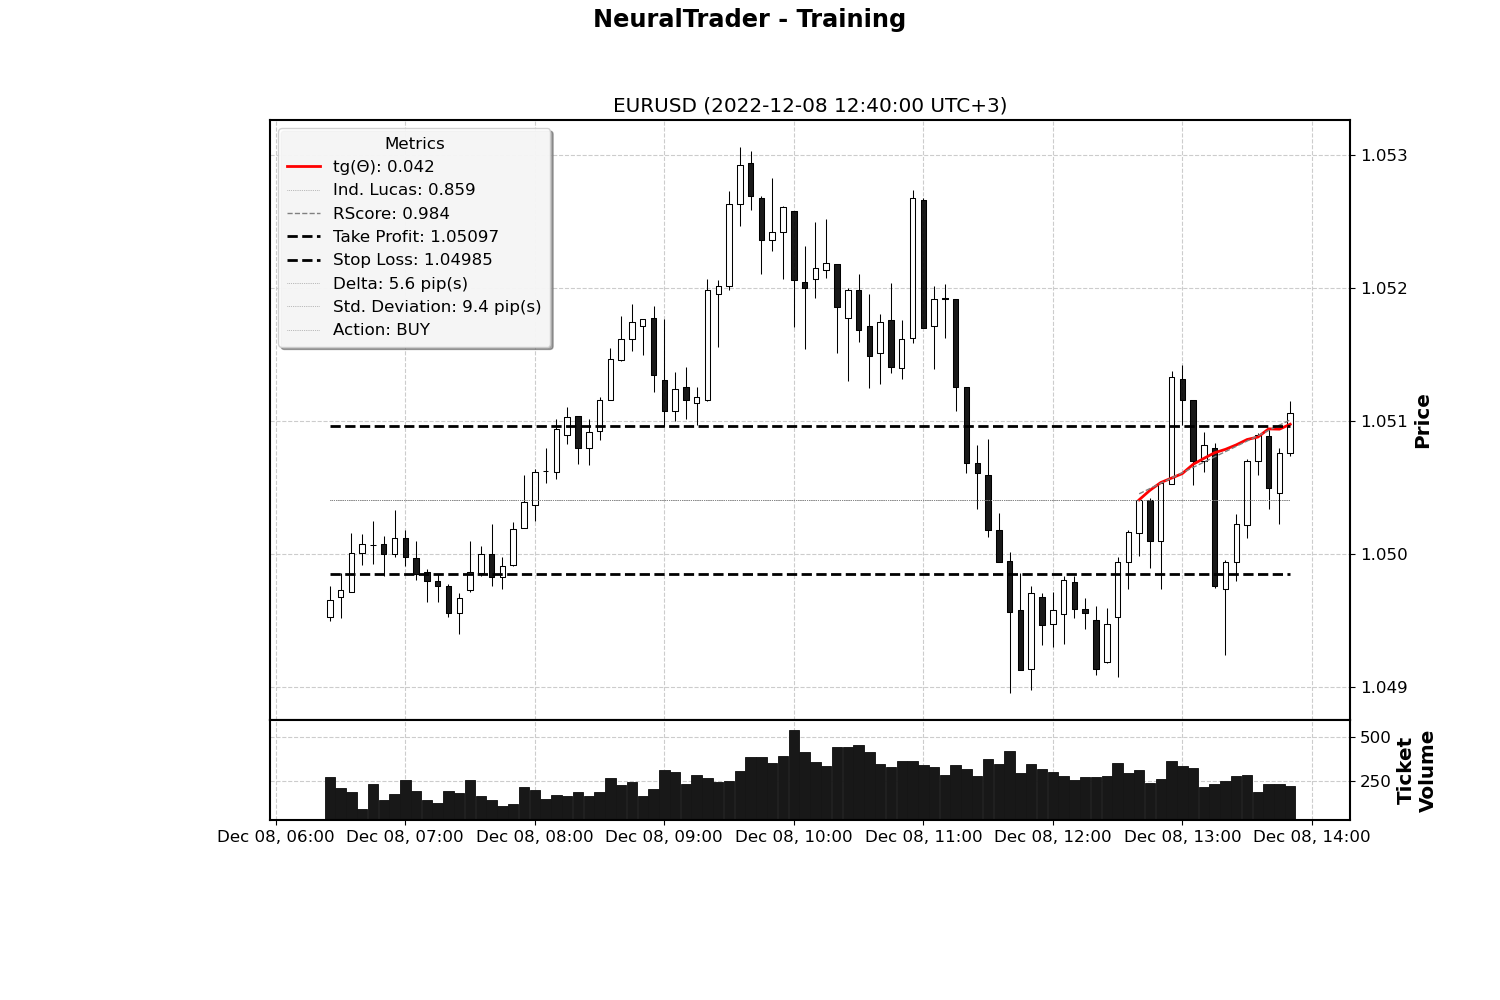 NeuralTrader - Training
EURUSD (2022-12-08 12:40:00 UTC+3)
Metrics
tg(Θ): 0.042
Ind. Lucas: 0.859
RScore: 0.984
Take Profit: 1.05097
Stop Loss: 1.04985
Delta: 5.6 pip(s)
Std. Deviation: 9.4 pip(s)
Action: BUY
1.053
1.052
1.051
1.050
1.049
Price
500
250
Ticket
Volume
Dec 08, 06:00 Dec 08, 07:00 Dec 08, 08:00 Dec 08, 09:00 Dec 08, 10:00 Dec 08, 11:00 Dec 08, 12:00 Dec 08, 13:00 Dec 08, 14:00